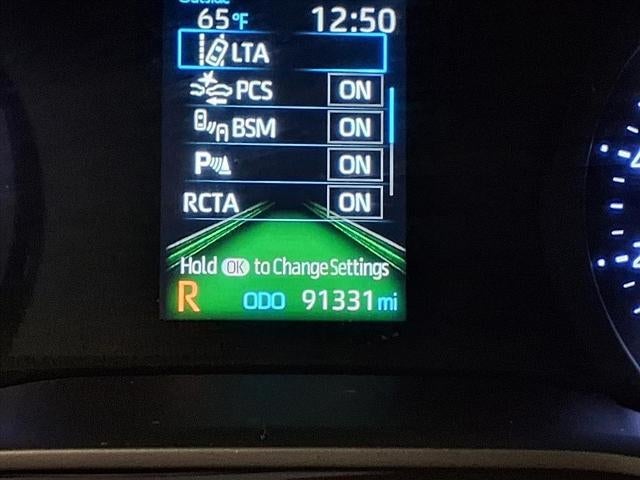 Outside
65°F 12:50
LTA
PCS ON
BSM ON
P ON
RCTA ON
Hold OK to Change Settings
R ODO 91331 mi